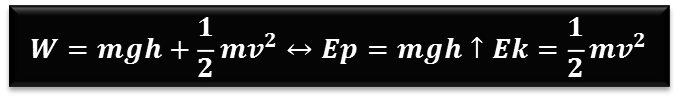 W = mgh + 1/2 mv² ↔ Ep = mgh ↑ Ek = 1/2 mv²